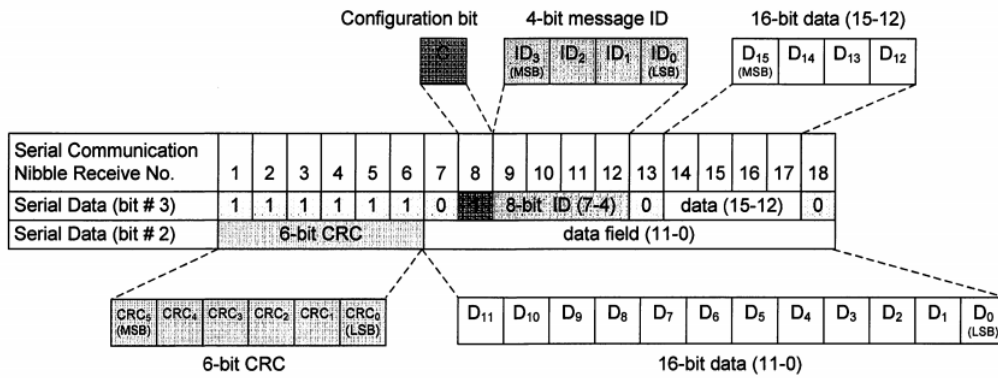 Configuration bit 4-bit message ID 16-bit data (15-12)
C ID3 ID2 ID1 ID0 D15 D14 D13 D12
(MSB) (LSB) (MSB)
Serial Communication
Nibble Receive No. 1 2 3 4 5 6 7 8 9 10 11 12 13 14 15 16 17 18
Serial Data (bit # 3) 1 1 1 1 1 1 0 1 8-bit ID (7-4) 0 data (15-12) 0
Serial Data (bit # 2) 6-bit CRC data field (11-0)
CRC5 CRC4 CRC3 CRC2 CRC1 CRC0 D11 D10 D9 D8 D7 D6 D5 D4 D3 D2 D1 D0
(MSB) (LSB) (LSB)
6-bit CRC 16-bit data (11-0)